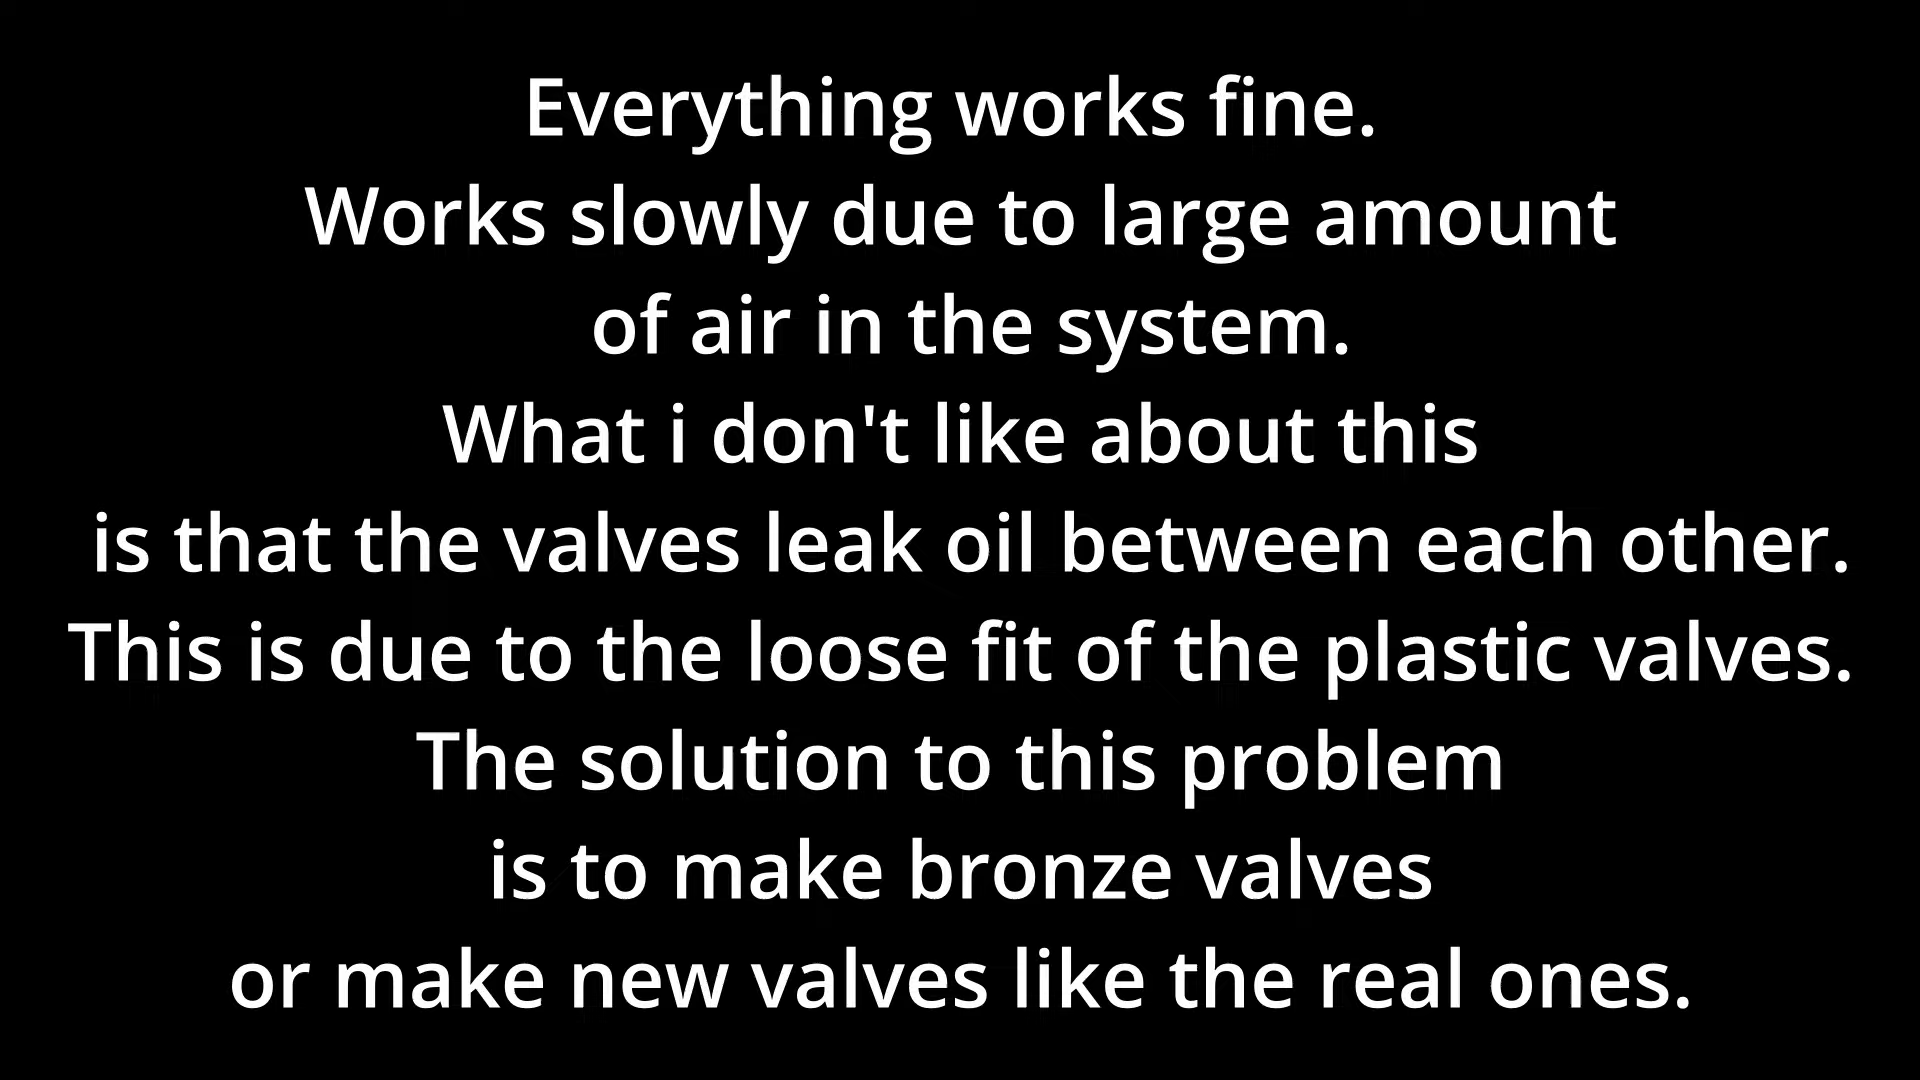 Everything works fine.
Works slowly due to large amount
of air in the system.
What i don't like about this
is that the valves leak oil between each other.
This is due to the loose fit of the plastic valves.
The solution to this problem
is to make bronze valves
or make new valves like the real ones.